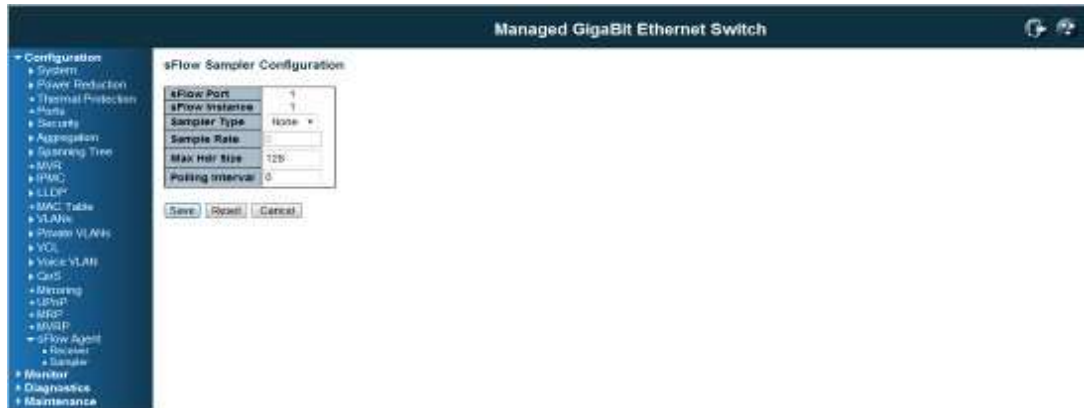 Managed GigaBit Ethernet Switch
Configuration
System
Power Reduction
Thermal Protection
Ports
Security
Aggregation
Spanning Tree
MVR
IPMC
LLDP
MAC Table
VLANs
Private VLANs
VCL
Voice VLAN
QoS
Mirroring
UPnP
MRP
MVRP
sFlow Agent
Receiver
Sampler
Monitor
Diagnostics
Maintenance
sFlow Sampler Configuration
sFlow Port 1
sFlow Instance 1
Sampler Type None
Sample Rate
Max Hdr Size 128
Polling Interval 0
Save Reset Cancel